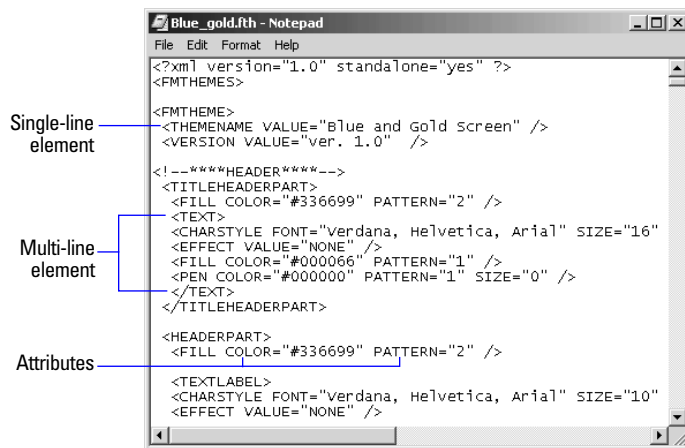 Blue_gold.fth - Notepad
File Edit Format Help
<?xml version="1.0" standalone="yes" ?>
<FMTHEMES>
<FMTHEME>
Single-line element
<THEMENAME VALUE="Blue and Gold Screen" />
<VERSION VALUE="ver. 1.0"  />
<!--****HEADER****-->
<TITLEHEADERPART>
<FILL COLOR="#336699" PATTERN="2" />
Multi-line element
<TEXT>
<CHARSTYLE FONT="Verdana, Helvetica, Arial" SIZE="16"
<EFFECT VALUE="NONE" />
<FILL COLOR="#000066" PATTERN="1" />
<PEN COLOR="#000000" PATTERN="1" SIZE="0" />
</TEXT>
</TITLEHEADERPART>
<HEADERPART>
Attributes
<FILL COLOR="#336699" PATTERN="2" />
<TEXTLABEL>
<CHARSTYLE FONT="Verdana, Helvetica, Arial" SIZE="10"
<EFFECT VALUE="NONE" />